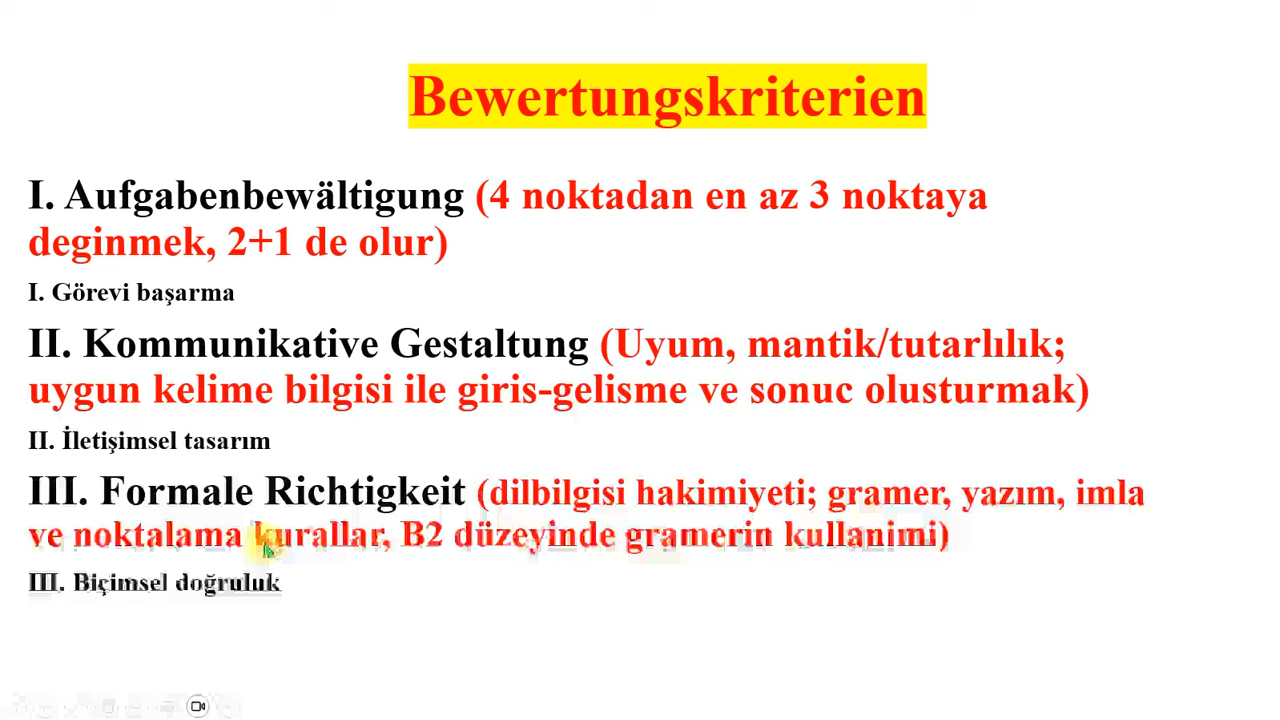 Bewertungskriterien
I. Aufgabenbewältigung (4 noktadan en az 3 noktaya
deginmek, 2+1 de olur)
I. Görevi başarma
II. Kommunikative Gestaltung (Uyum, mantik/tutarlılık;
uygun kelime bilgisi ile giris-gelisme ve sonuc olusturmak)
II. İletişimsel tasarım
III. Formale Richtigkeit (dilbilgisi hakimiyeti; gramer, yazım, imla
ve noktalama kurallar, B2 düzeyinde gramerin kullanimi)
III. Biçimsel doğruluk